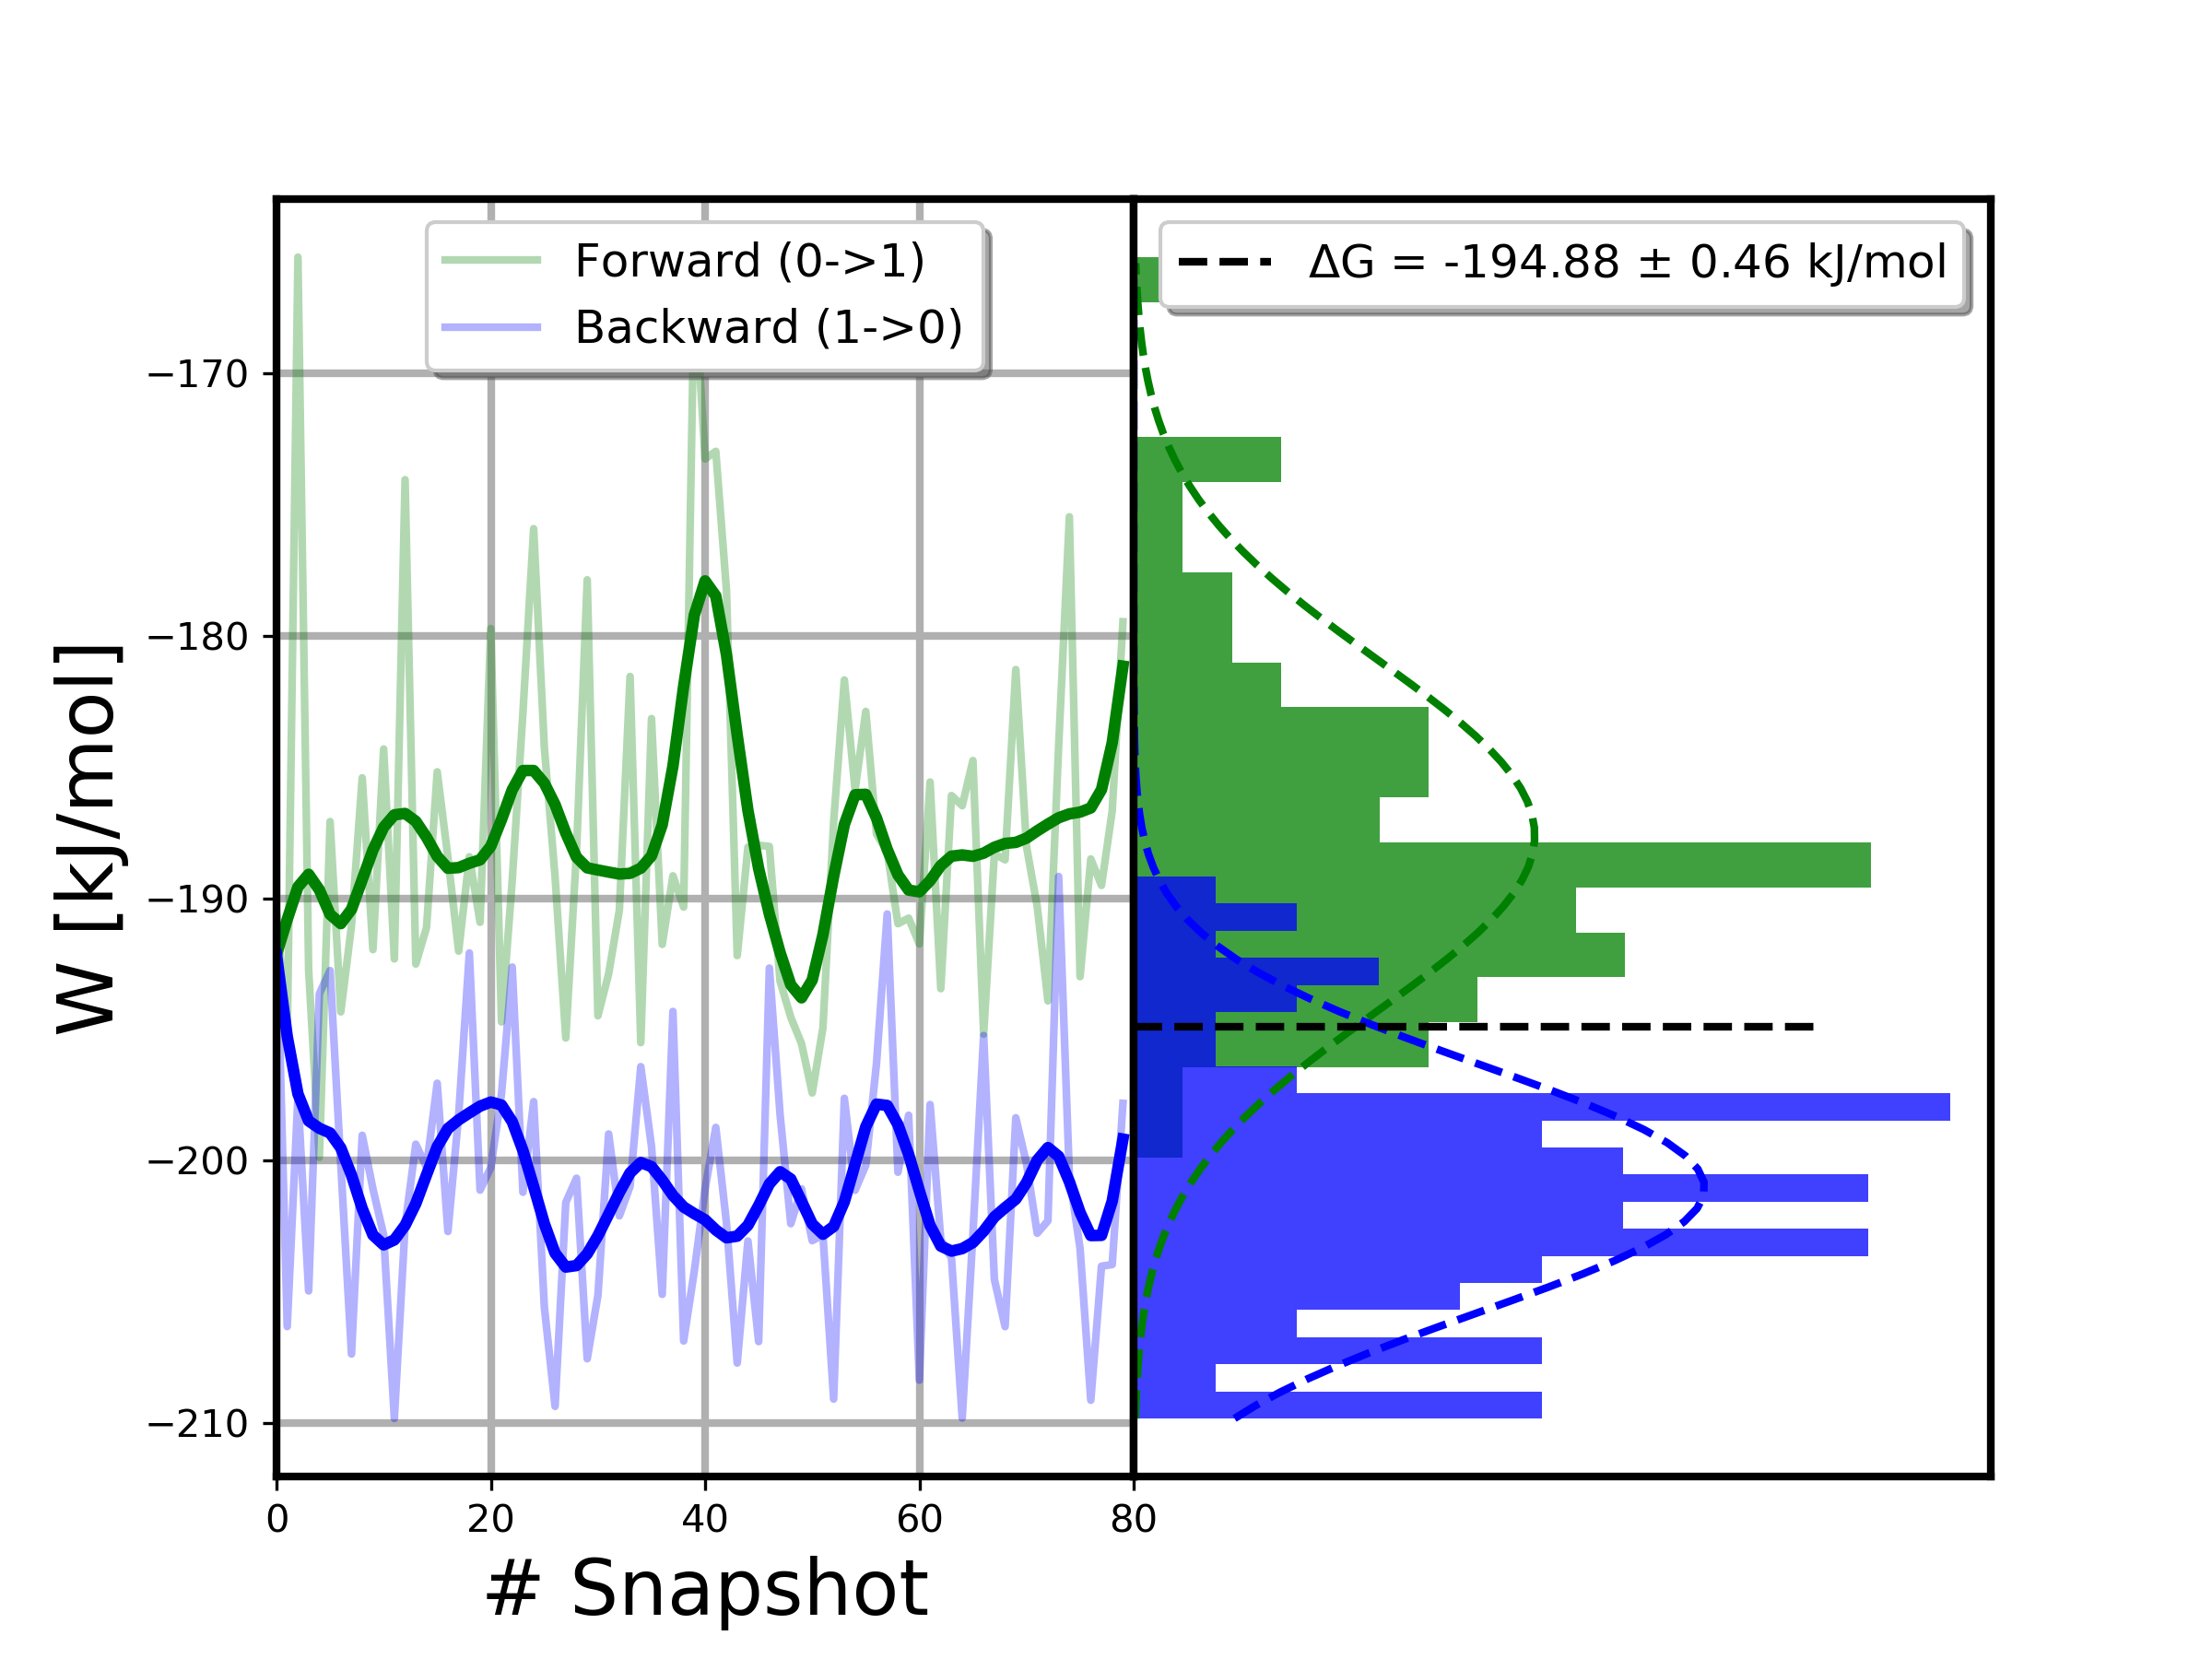 Forward (0->1)
Backward (1->0)
ΔG = -194.88 ± 0.46 kJ/mol
W [kJ/mol]
−170
−180
−190
−200
−210
0 20 40 60 80
# Snapshot